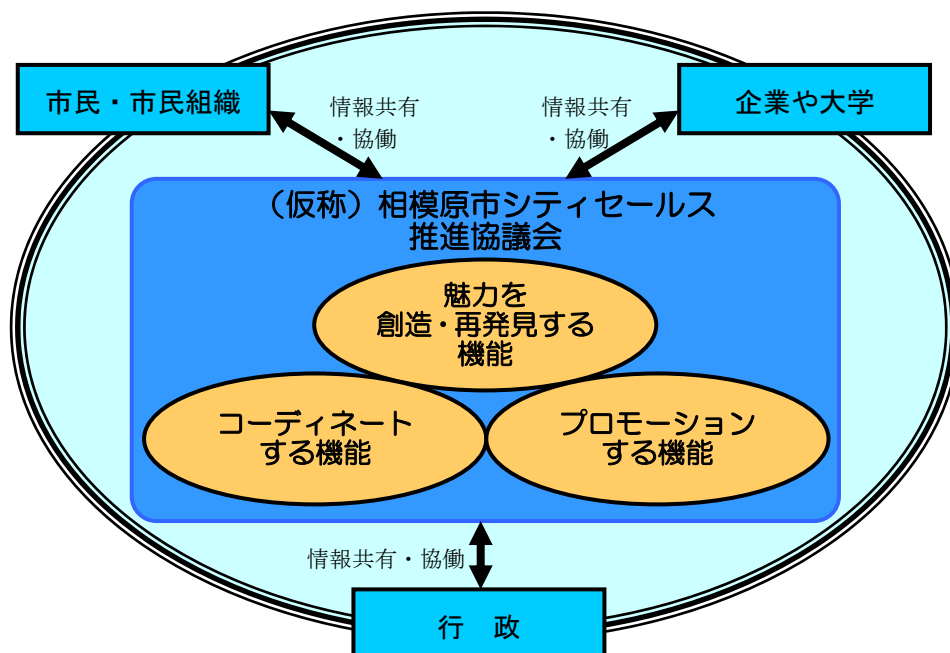 市民・市民組織
企業や大学
情報共有
・協働
情報共有
・協働
（仮称）相模原市シティセールス
推進協議会
魅力を
創造・再発見する
機能
コーディネート
する機能
プロモーション
する機能
情報共有・協働
行　政